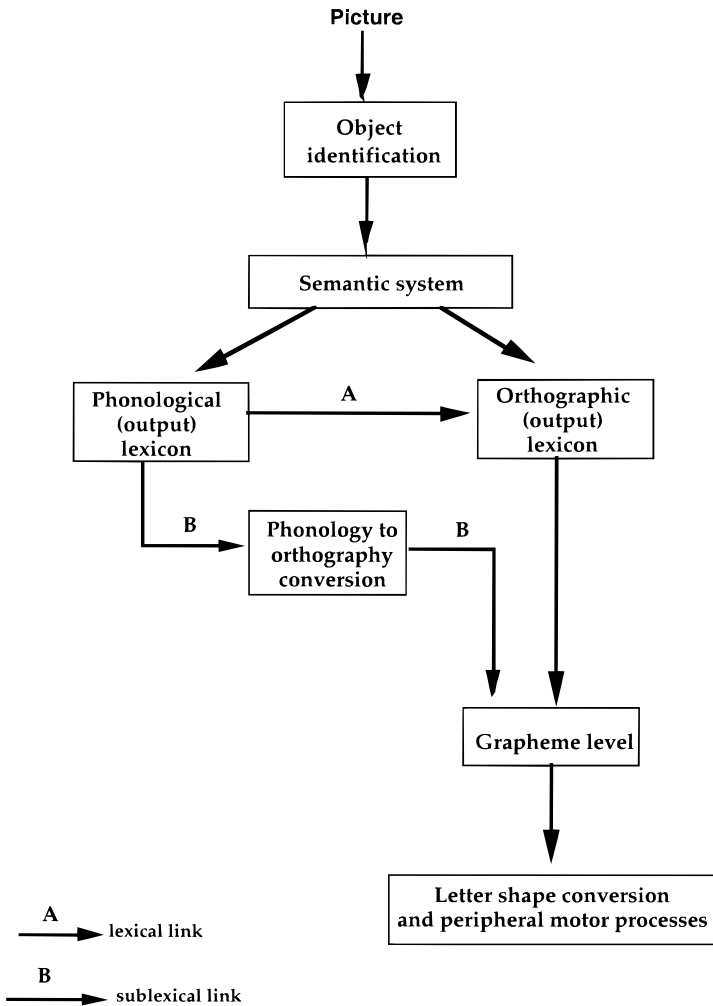 Picture
Object
identification
Semantic system
Phonological
(output)
lexicon
A
Orthographic
(output)
lexicon
B
Phonology to
orthography
conversion
B
Grapheme level
Letter shape conversion
and peripheral motor processes
A
lexical link
B
sublexical link